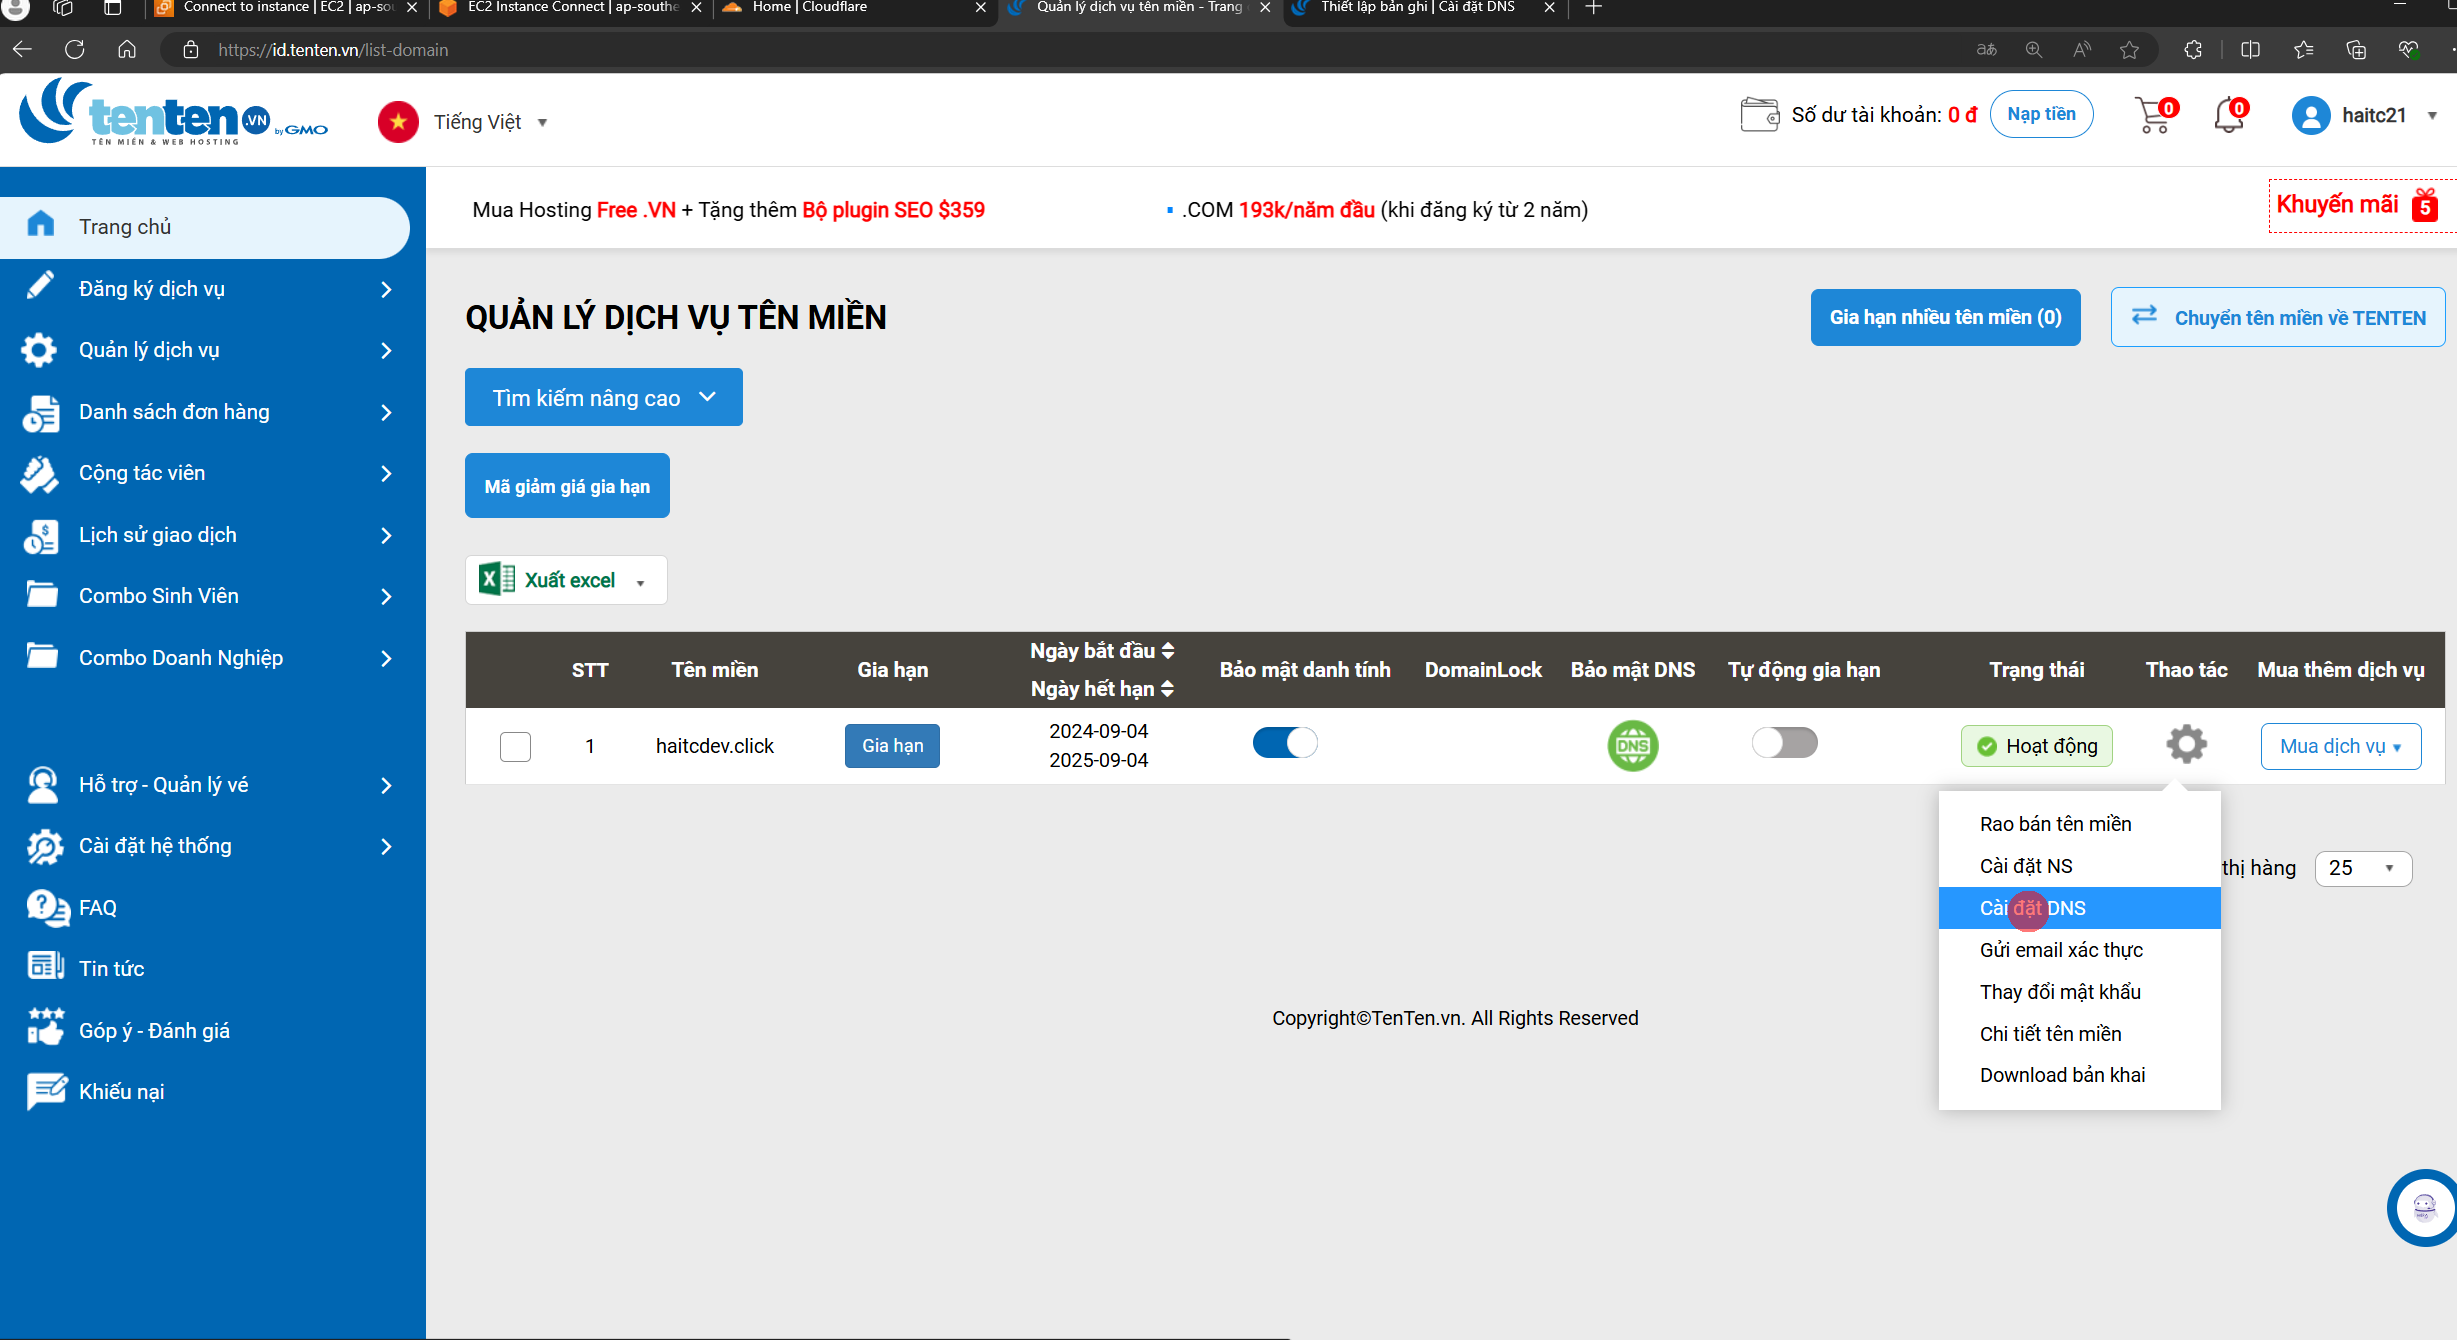 Connect to instance | EC2 | ap-sou
EC2 Instance Connect | ap-southe
Home | Cloudflare
Quản lý dịch vụ tên miền - Trang
Thiết lập bản ghi | Cài đặt DNS
https://id.tenten.vn/list-domain
tenten.VN by GMO
TÊN MIỀN & WEB HOSTING
Tiếng Việt
Số dư tài khoản: 0 đ
Nạp tiền
0
0
haitc21
Trang chủ
Đăng ký dịch vụ
Quản lý dịch vụ
Danh sách đơn hàng
Cộng tác viên
Lịch sử giao dịch
Combo Sinh Viên
Combo Doanh Nghiệp
Hỗ trợ - Quản lý vé
Cài đặt hệ thống
FAQ
Tin tức
Góp ý - Đánh giá
Khiếu nại
Mua Hosting Free .VN + Tặng thêm Bộ plugin SEO $359
.COM 193k/năm đầu (khi đăng ký từ 2 năm)
Khuyến mãi 5
QUẢN LÝ DỊCH VỤ TÊN MIỀN
Gia hạn nhiều tên miền (0)
Chuyển tên miền về TENTEN
Tìm kiếm nâng cao
Mã giảm giá gia hạn
Xuất excel
STT
Tên miền
Gia hạn
Ngày bắt đầu
Ngày hết hạn
Bảo mật danh tính
DomainLock
Bảo mật DNS
Tự động gia hạn
Trạng thái
Thao tác
Mua thêm dịch vụ
1
haitcdev.click
Gia hạn
2024-09-04
2025-09-04
DNS
Hoạt động
Mua dịch vụ
Rao bán tên miền
Cài đặt NS
Cài đặt DNS
Gửi email xác thực
Thay đổi mật khẩu
Chi tiết tên miền
Download bản khai
thị hàng
25
Copyright©TenTen.vn. All Rights Reserved